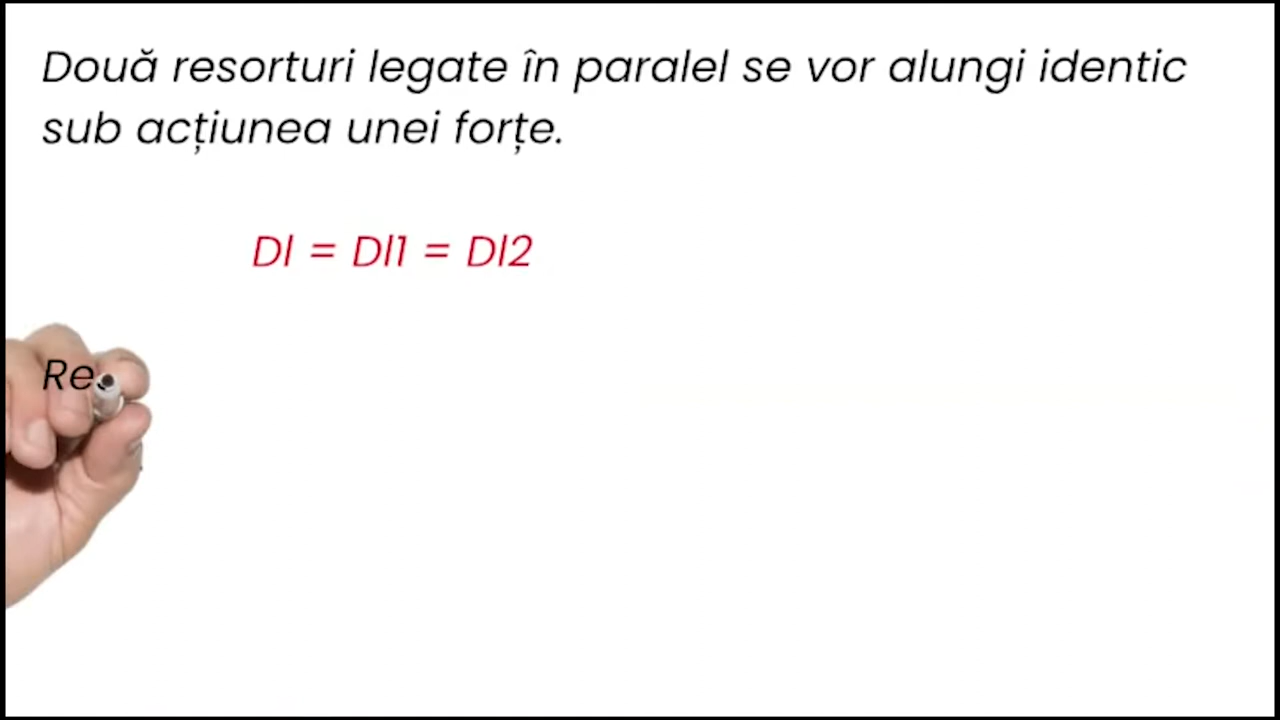 Două resorturi legate în paralel se vor alungi identic
sub acțiunea unei forțe.
Dl = Dl1 = Dl2
Re